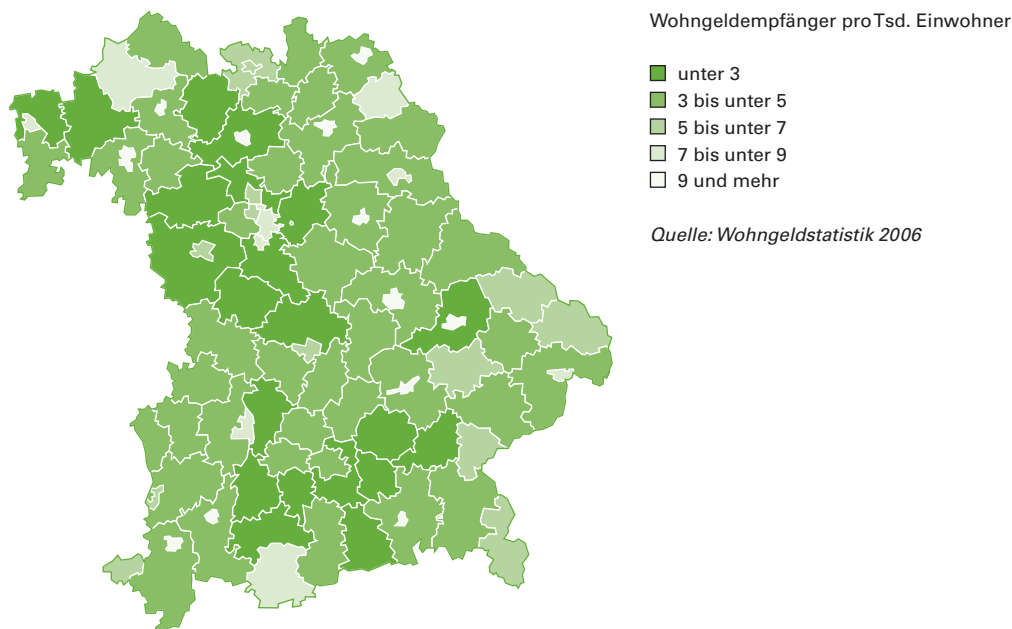 Wohngeldempfänger pro Tsd. Einwohner
unter 3
3 bis unter 5
5 bis unter 7
7 bis unter 9
9 und mehr
Quelle: Wohngeldstatistik 2006